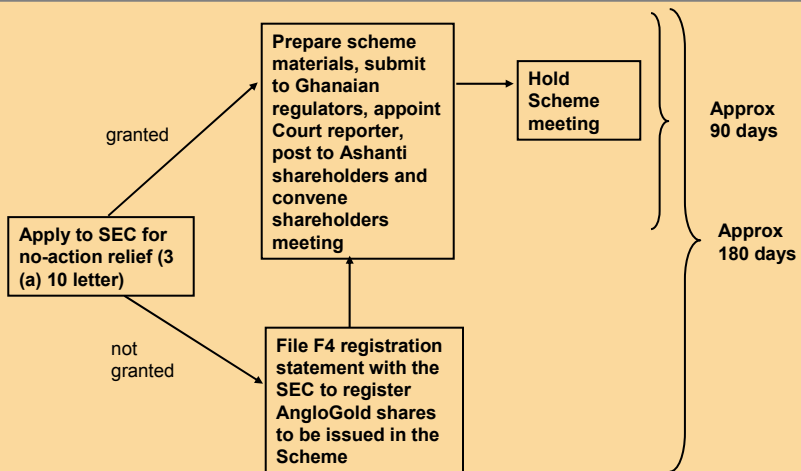 Prepare scheme
materials, submit
to Ghanaian
regulators, appoint
Court reporter,
post to Ashanti
shareholders and
convene
shareholders
meeting
Hold
Scheme
meeting
Approx
90 days
granted
Apply to SEC for
no-action relief (3
(a) 10 letter)
Approx
180 days
not
granted
File F4 registration
statement with the
SEC to register
AngloGold shares
to be issued in the
Scheme